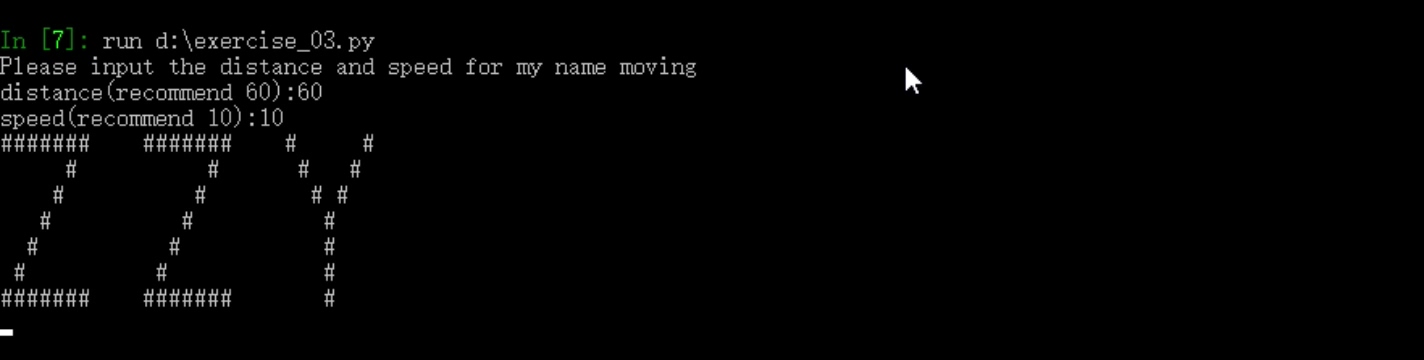 In [7]: run d:\exercise_03.py
Please input the distance and speed for my name moving
distance(recommend 60):60
speed(recommend 10):10
#######    #######    #     #
     #          #      #   #
    #          #        # #
   #          #          #
  #          #           #
 #          #            #
#######    #######       #